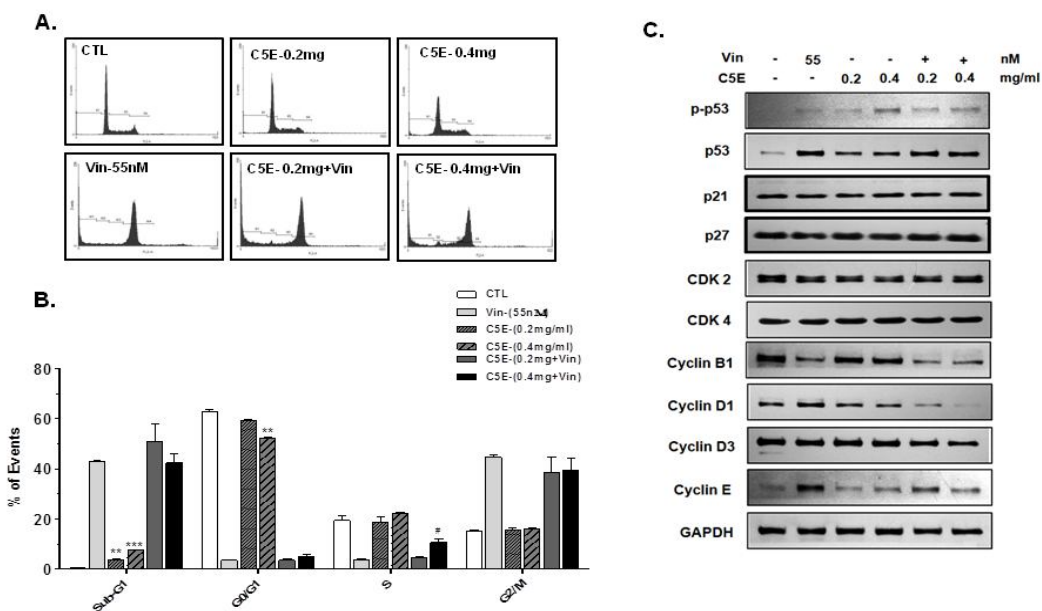 A.
CTL
C5E-0.2mg
C5E-0.4mg
Vin-55nM
C5E-0.2mg+Vin
C5E-0.4mg+Vin
B.
CTL
Vin-(55nM)
C5E-(0.2mg/ml)
C5E-(0.4mg/ml)
C5E-(0.2mg+Vin)
C5E-(0.4mg+Vin)
% of Events
80
60
40
20
0
** *** ** #
Sub-G1 G0/G1 S G2/M
C.
Vin - 55 - - + + nM
C5E - - 0.2 0.4 0.2 0.4 mg/ml
p-p53
p53
p21
p27
CDK 2
CDK 4
Cyclin B1
Cyclin D1
Cyclin D3
Cyclin E
GAPDH